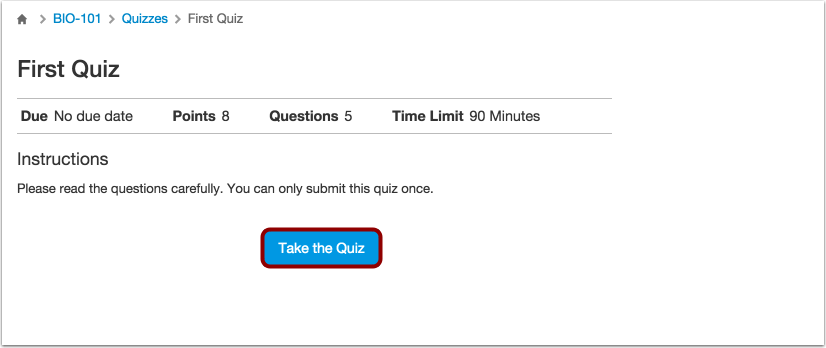 BIO-101 > Quizzes > First Quiz
First Quiz
Due No due date Points 8 Questions 5 Time Limit 90 Minutes
Instructions
Please read the questions carefully. You can only submit this quiz once.
Take the Quiz